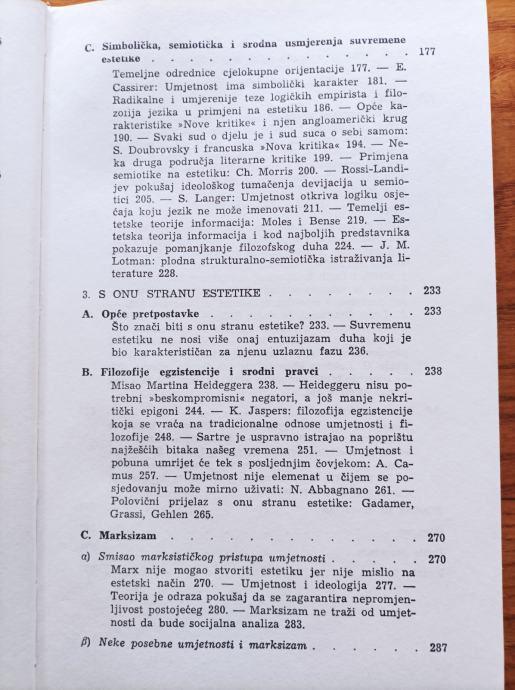 C. Simbolička, semiotička i srodna usmjerenja suvremene
estetike . . . . . . . . . . . . . 177
Temeljne odrednice cjelokupne orijentacije 177. — E.
Cassirer: Umjetnost ima simbolički karakter 181. —
Radikalne i umjerenije teze logičkih empirista i filo-
zofija jezika u primjeni na estetiku 186. — Opće ka-
rakteristike »Nove kritike« i njen angloamerički krug
190. — Svaki sud o djelu je i sud suca o sebi samom:
S. Doubrovsky i francuska »Nova kritika« 194. — Ne-
ka druga područja literarne kritike 199. — Primjena
semiotike na estetiku: Ch. Morris 200. — Rossi-Landi-
jev pokušaj ideološkog tumačenja devijacija u semio-
tici 205. — S. Langer: Umjetnost otkriva logiku osje-
ćaja koju jezik ne može imenovati 211. — Temelji es-
tetske teorije informacija: Moles i Bense 219. — Es-
tetska teorija informacija i kod najboljih predstavnika
pokazuje pomanjkanje filozofskog duha 224. — J. M.
Lotman: plodna strukturalno-semiotička istraživanja li-
terature 228.
3. S ONU STRANU ESTETIKE . . . . . . . . 233
A. Opće pretpostavke . . . . . . . . . . . 233
Što znači biti s onu stranu estetike? 233. — Suvremenu
estetiku ne nosi više onaj entuzijazam duha koji je
bio karakterističan za njenu uzlaznu fazu 236.
B. Filozofije egzistencije i srodni pravci . . . . . 238
Misao Martina Heideggera 238. — Heideggeru nisu po-
trebni »beskompromisni« negatori, a još manje nekri-
tički epigoni 244. — K. Jaspers: filozofija egzistencije
koja se vraća na tradicionalne odnose umjetnosti i fi-
lozofije 248. — Sartre je uspravno istrajao na poprištu
najžešćih bitaka našeg vremena 251. — Umjetnost i
pobuna umrijet će tek s posljednjim čovjekom: A. Ca-
mus 257. — Umjetnost nije elemenat u čijem se po-
sjedovanju može mirno uživati: N. Abbagnano 261. —
Polovični prijelaz s onu stranu estetike: Gadamer,
Grassi, Gehlen 265.
C. Marksizam . . . . . . . . . . . . . 270
α) Smisao marksističkog pristupa umjetnosti . . . . . 270
Marx nije mogao stvoriti estetiku jer nije mislio na
estetski način 270. — Umjetnost i ideologija 277. —
Teorija je odraza pokušaj da se zagarantira nepromjen-
ljivost postojećeg 280. — Marksizam ne traži od umjet-
nosti da bude socijalna analiza 283.
β) Neke posebne umjetnosti i marksizam . . . . . . 287